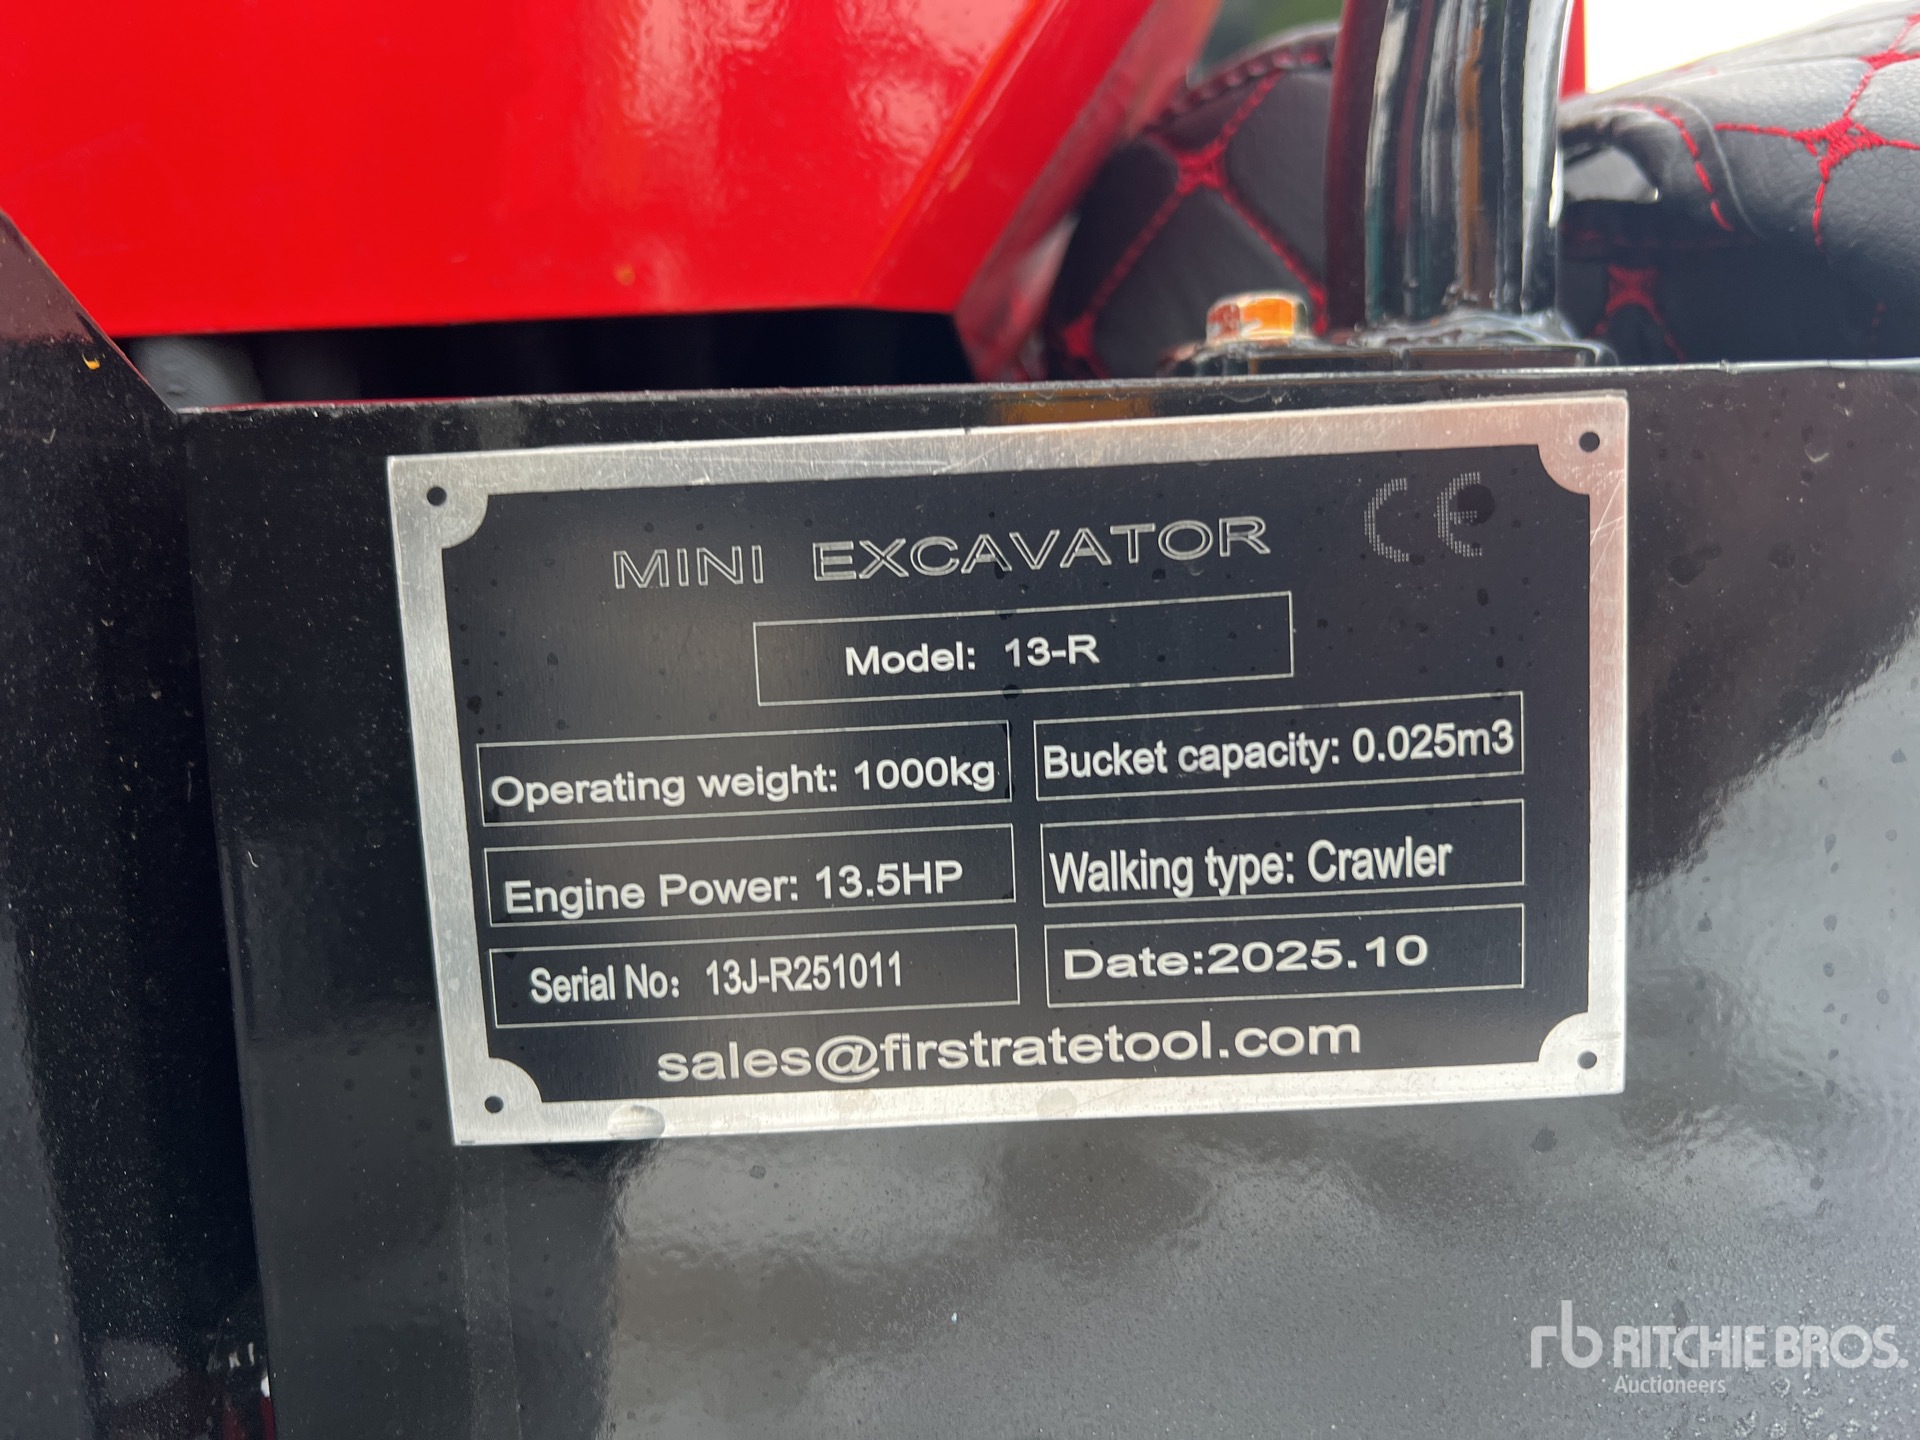 MINI EXCAVATOR CE
Model: 13-R
Operating weight: 1000kg
Bucket capacity: 0.025m3
Engine Power: 13.5HP
Walking type: Crawler
Serial No: 13J-R251011
Date:2025.10
sales@firstratetool.com
rb RITCHIE BROS.
Auctioneers